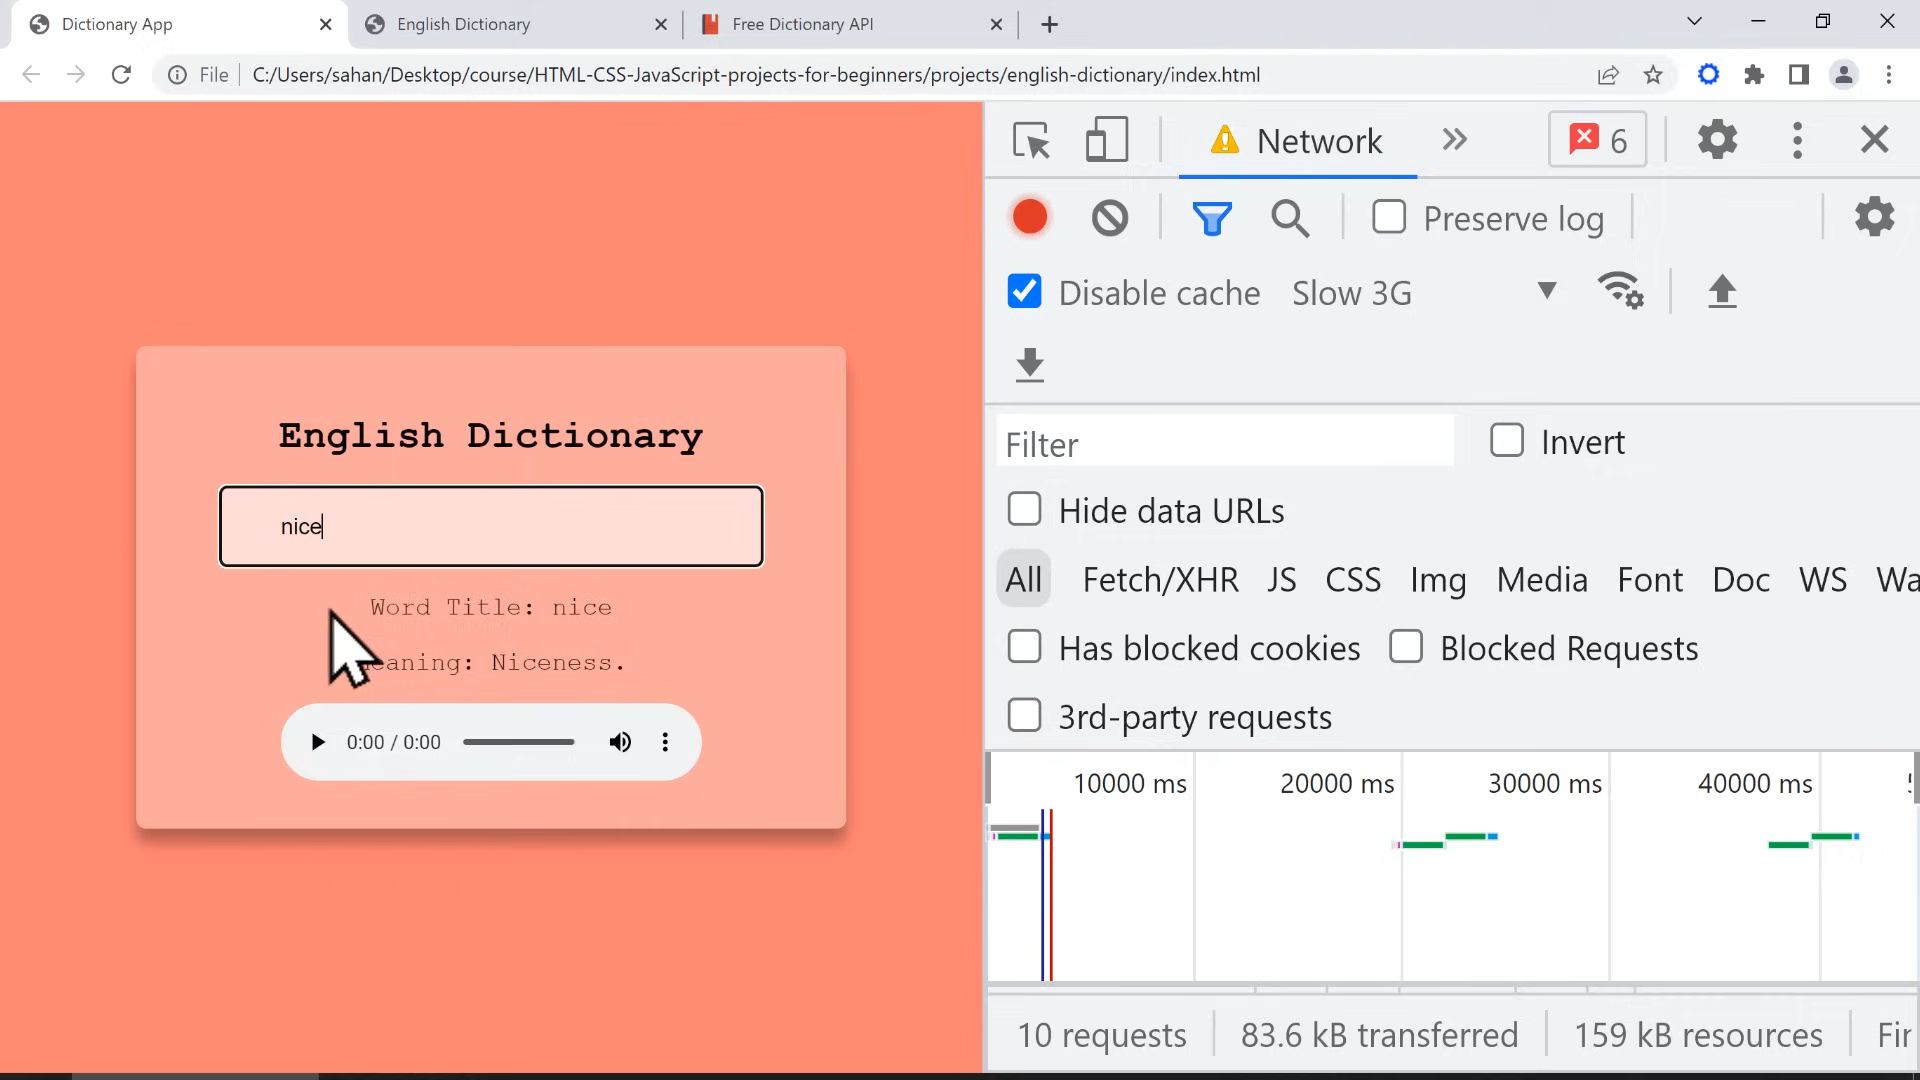 Dictionary App
English Dictionary
Free Dictionary API
File
C:/Users/sahan/Desktop/course/HTML-CSS-JavaScript-projects-for-beginners/projects/english-dictionary/index.html
English Dictionary
nice
Word Title: nice
eaning: Niceness.
0:00 / 0:00
Network
6
Preserve log
Disable cache Slow 3G
Filter
Invert
Hide data URLs
All Fetch/XHR JS CSS Img Media Font Doc WS Wa
Has blocked cookies Blocked Requests
3rd-party requests
10000 ms 20000 ms 30000 ms 40000 ms
10 requests 83.6 kB transferred 159 kB resources Fir